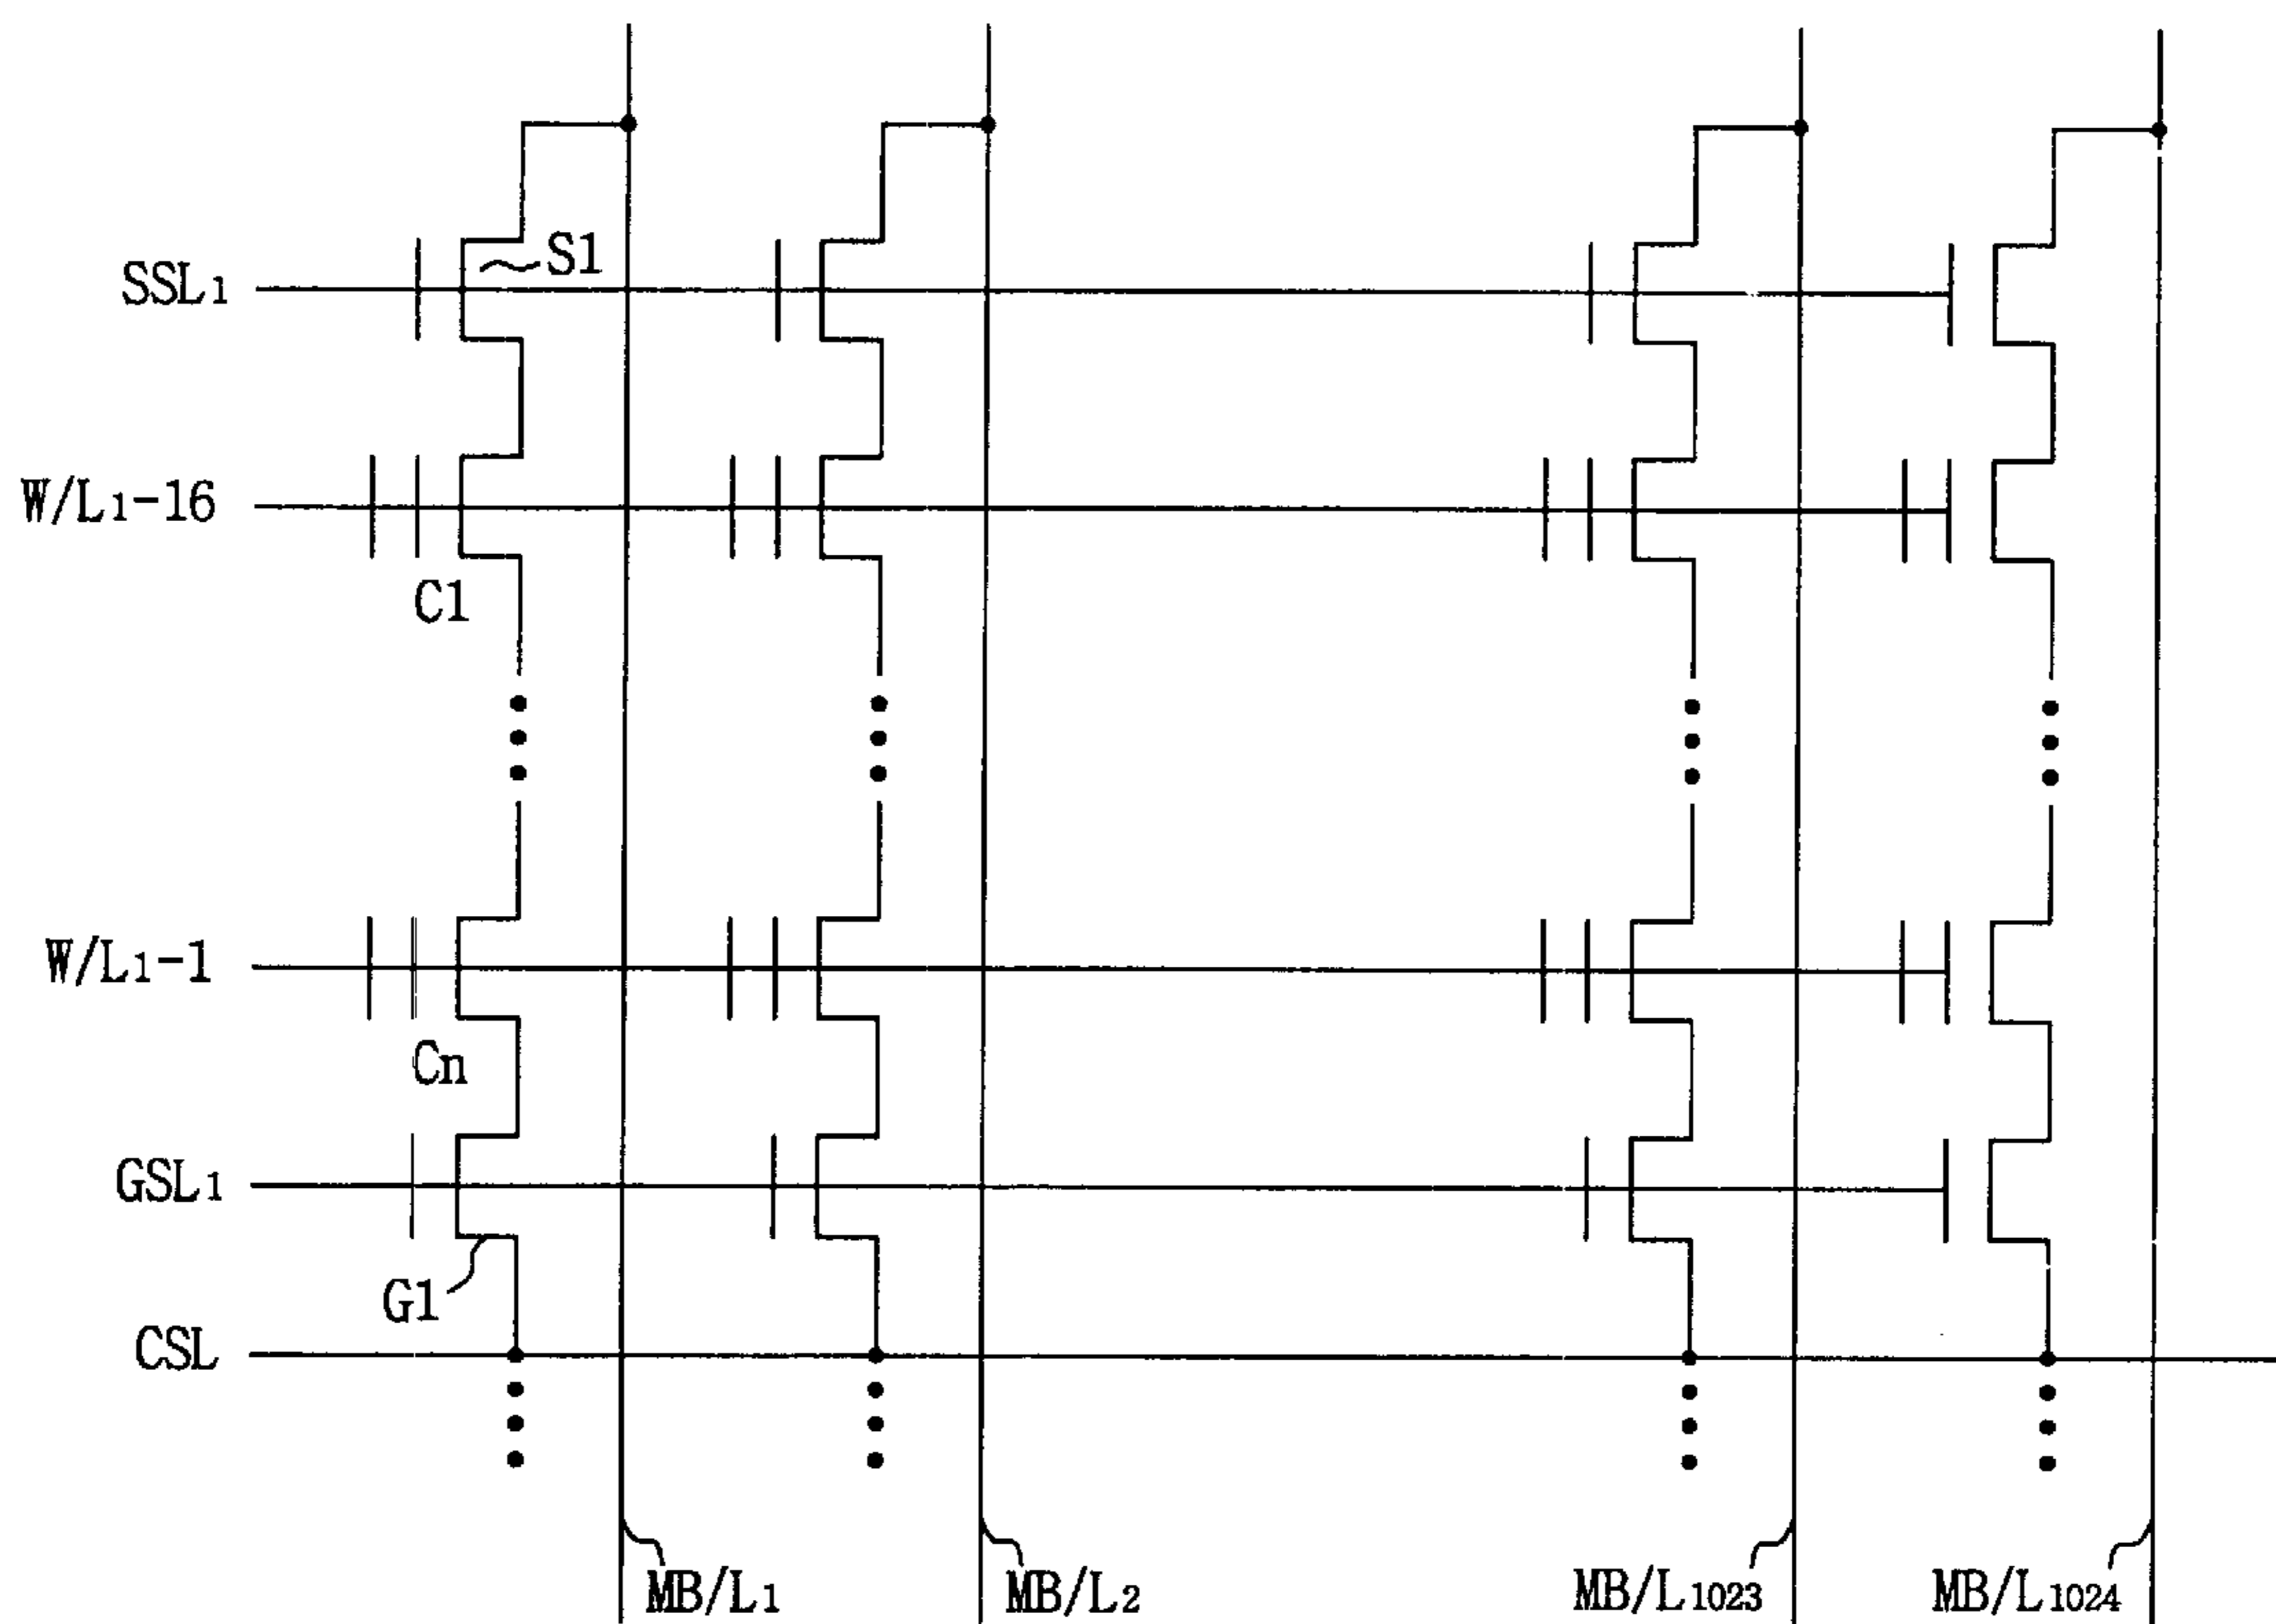 SSL1
S1
W/L1-16
C1
W/L1-1
Cn
GSL1
G1
CSL
MB/L1
MB/L2
MB/L1023
MB/L1024